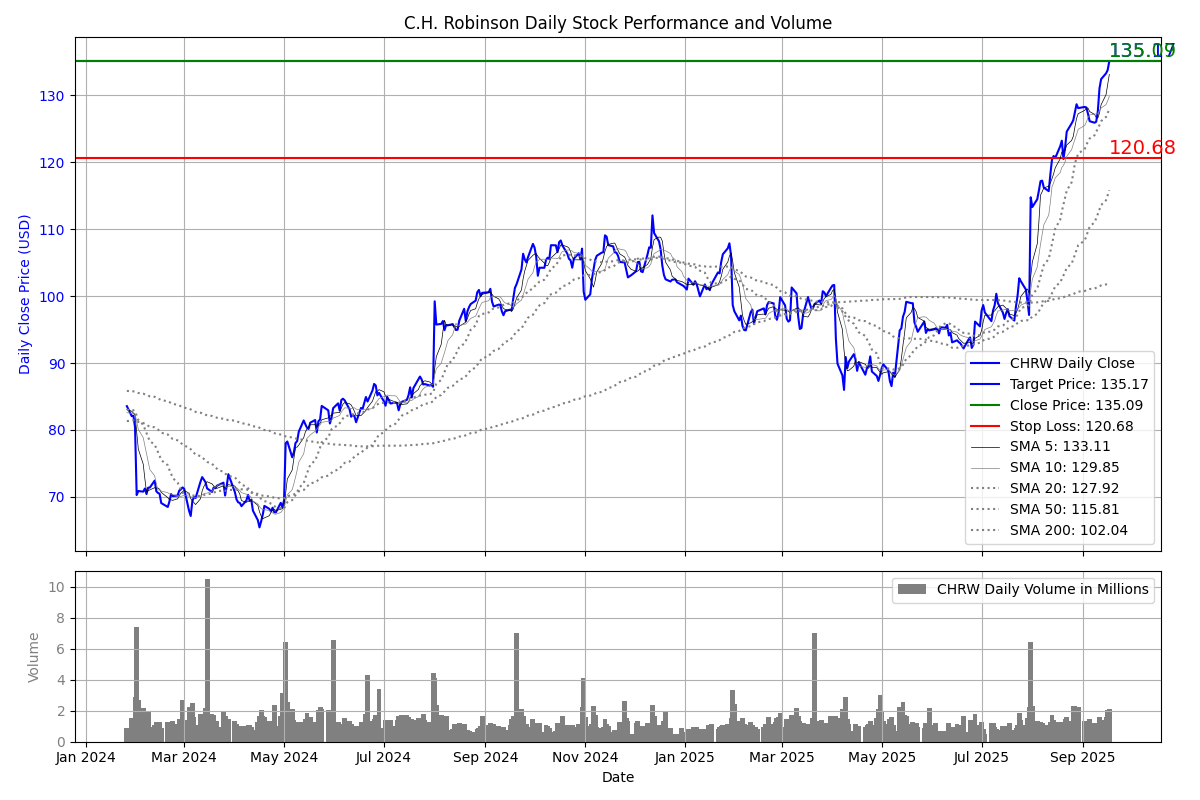 C.H. Robinson Daily Stock Performance and Volume
135.17
135.09
130
120.68
120
110
100
90
80
70
Daily Close Price (USD)
CHRW Daily Close
Target Price: 135.17
Close Price: 135.09
Stop Loss: 120.68
SMA 5: 133.11
SMA 10: 129.85
SMA 20: 127.92
SMA 50: 115.81
SMA 200: 102.04
CHRW Daily Volume in Millions
10
8
6
4
2
0
Volume
Jan 2024 Mar 2024 May 2024 Jul 2024 Sep 2024 Nov 2024 Jan 2025 Mar 2025 May 2025 Jul 2025 Sep 2025
Date